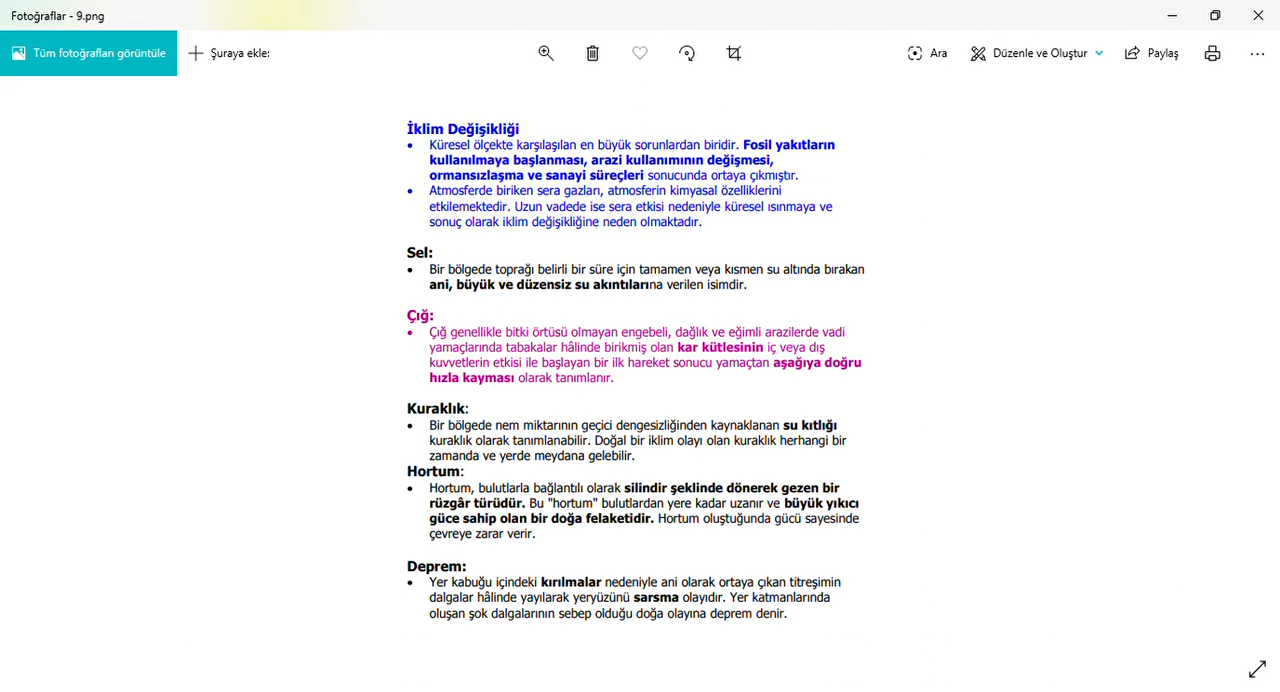 Fotoğraflar - 9.png
Tüm fotoğrafları görüntüle
Şuraya ekle:
Ara
Düzenle ve Oluştur
Paylaş
İklim Değişikliği
• Küresel ölçekte karşılaşılan en büyük sorunlardan biridir. Fosil yakıtların
kullanılmaya başlanması, arazi kullanımının değişmesi,
ormansızlaşma ve sanayi süreçleri sonucunda ortaya çıkmıştır.
• Atmosferde biriken sera gazları, atmosferin kimyasal özelliklerini
etkilemektedir. Uzun vadede ise sera etkisi nedeniyle küresel ısınmaya ve
sonuç olarak iklim değişikliğine neden olmaktadır.
Sel:
• Bir bölgede toprağı belirli bir süre için tamamen veya kısmen su altında bırakan
ani, büyük ve düzensiz su akıntılarına verilen isimdir.
Çığ:
• Çığ genellikle bitki örtüsü olmayan engebeli, dağlık ve eğimli arazilerde vadi
yamaçlarında tabakalar hâlinde birikmiş olan kar kütlesinin iç veya dış
kuvvetlerin etkisi ile başlayan bir ilk hareket sonucu yamaçtan aşağıya doğru
hızla kayması olarak tanımlanır.
Kuraklık:
• Bir bölgede nem miktarının geçici dengesizliğinden kaynaklanan su kıtlığı
kuraklık olarak tanımlanabilir. Doğal bir iklim olayı olan kuraklık herhangi bir
zamanda ve yerde meydana gelebilir.
Hortum:
• Hortum, bulutlarla bağlantılı olarak silindir şeklinde dönerek gezen bir
rüzgâr türüdür. Bu "hortum" bulutlardan yere kadar uzanır ve büyük yıkıcı
güce sahip olan bir doğa felaketidir. Hortum oluştuğunda gücü sayesinde
çevreye zarar verir.
Deprem:
• Yer kabuğu içindeki kırılmalar nedeniyle ani olarak ortaya çıkan titreşimin
dalgalar hâlinde yayılarak yeryüzünü sarsma olayıdır. Yer katmanlarında
oluşan şok dalgalarının sebep olduğu doğa olayına deprem denir.